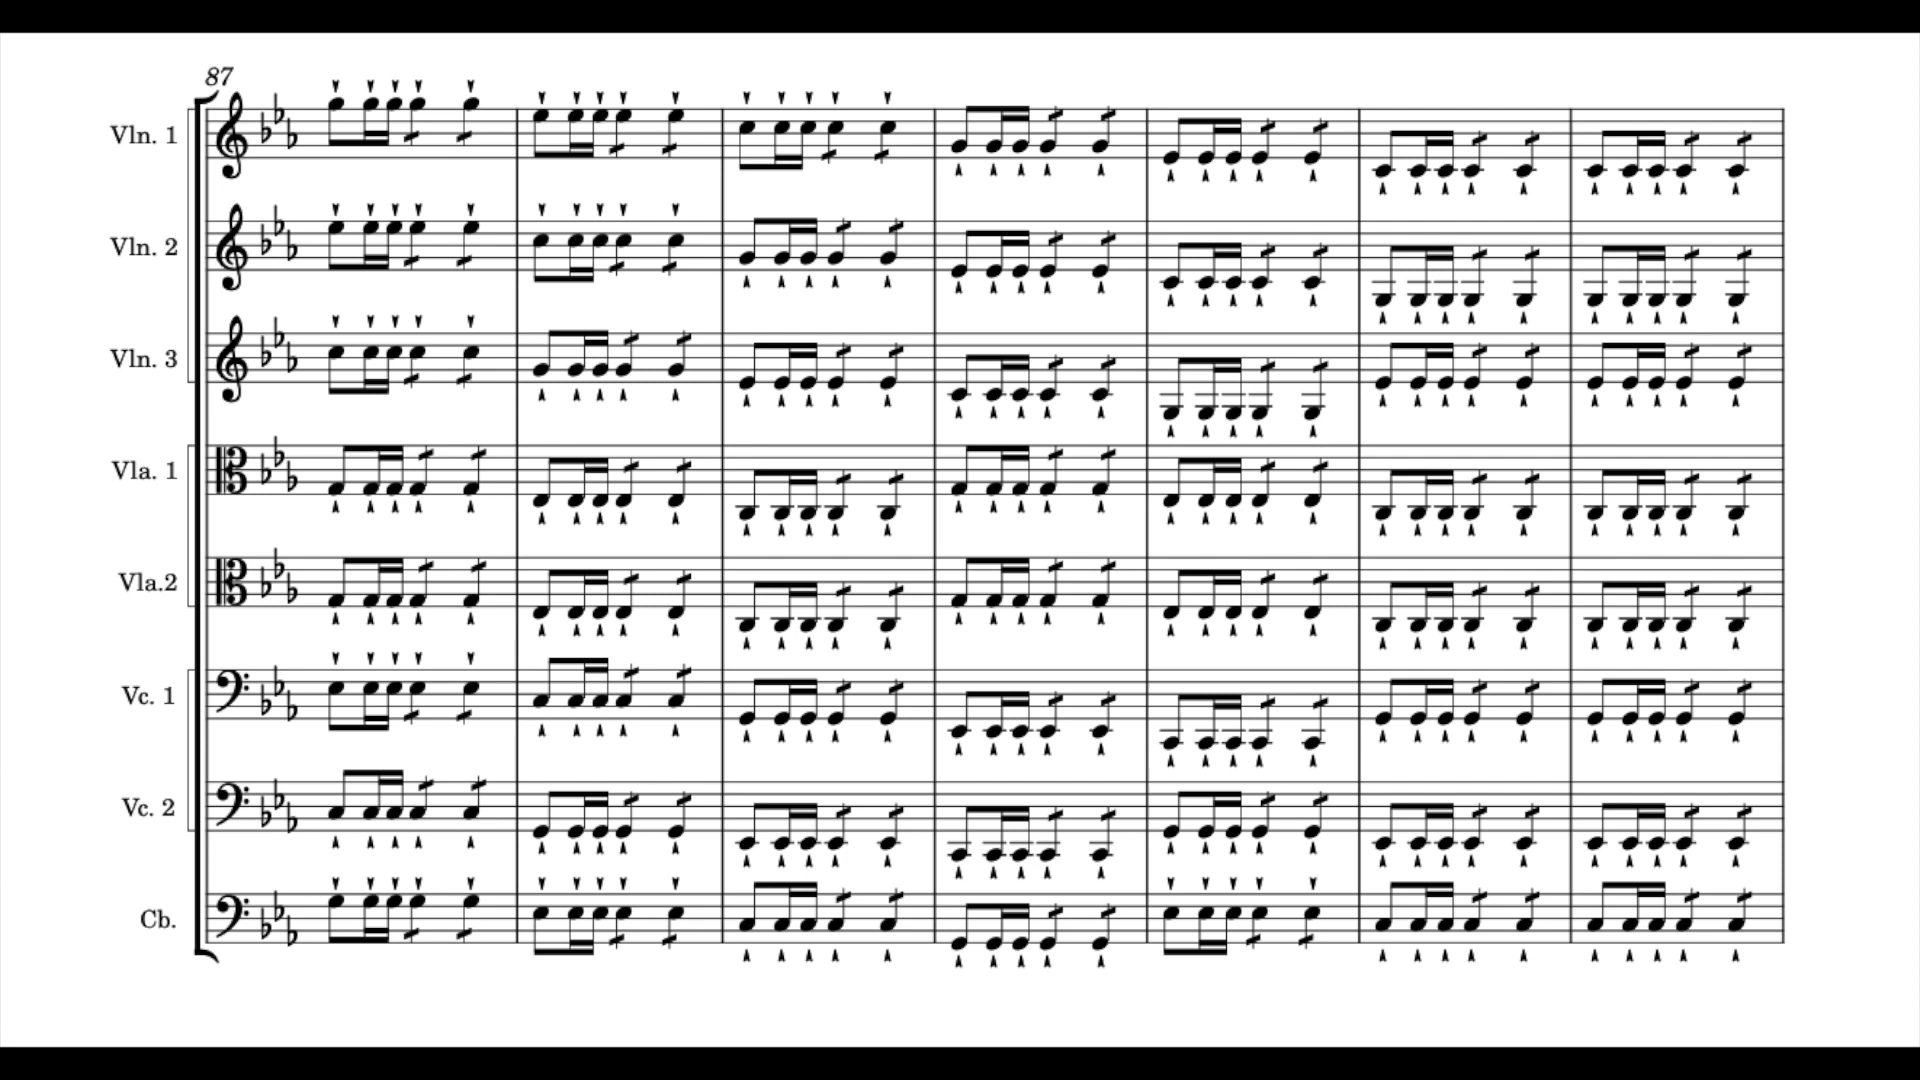 87
Vln. 1
Vln. 2
Vln. 3
Vla. 1
Vla.2
Vc. 1
Vc. 2
Cb.